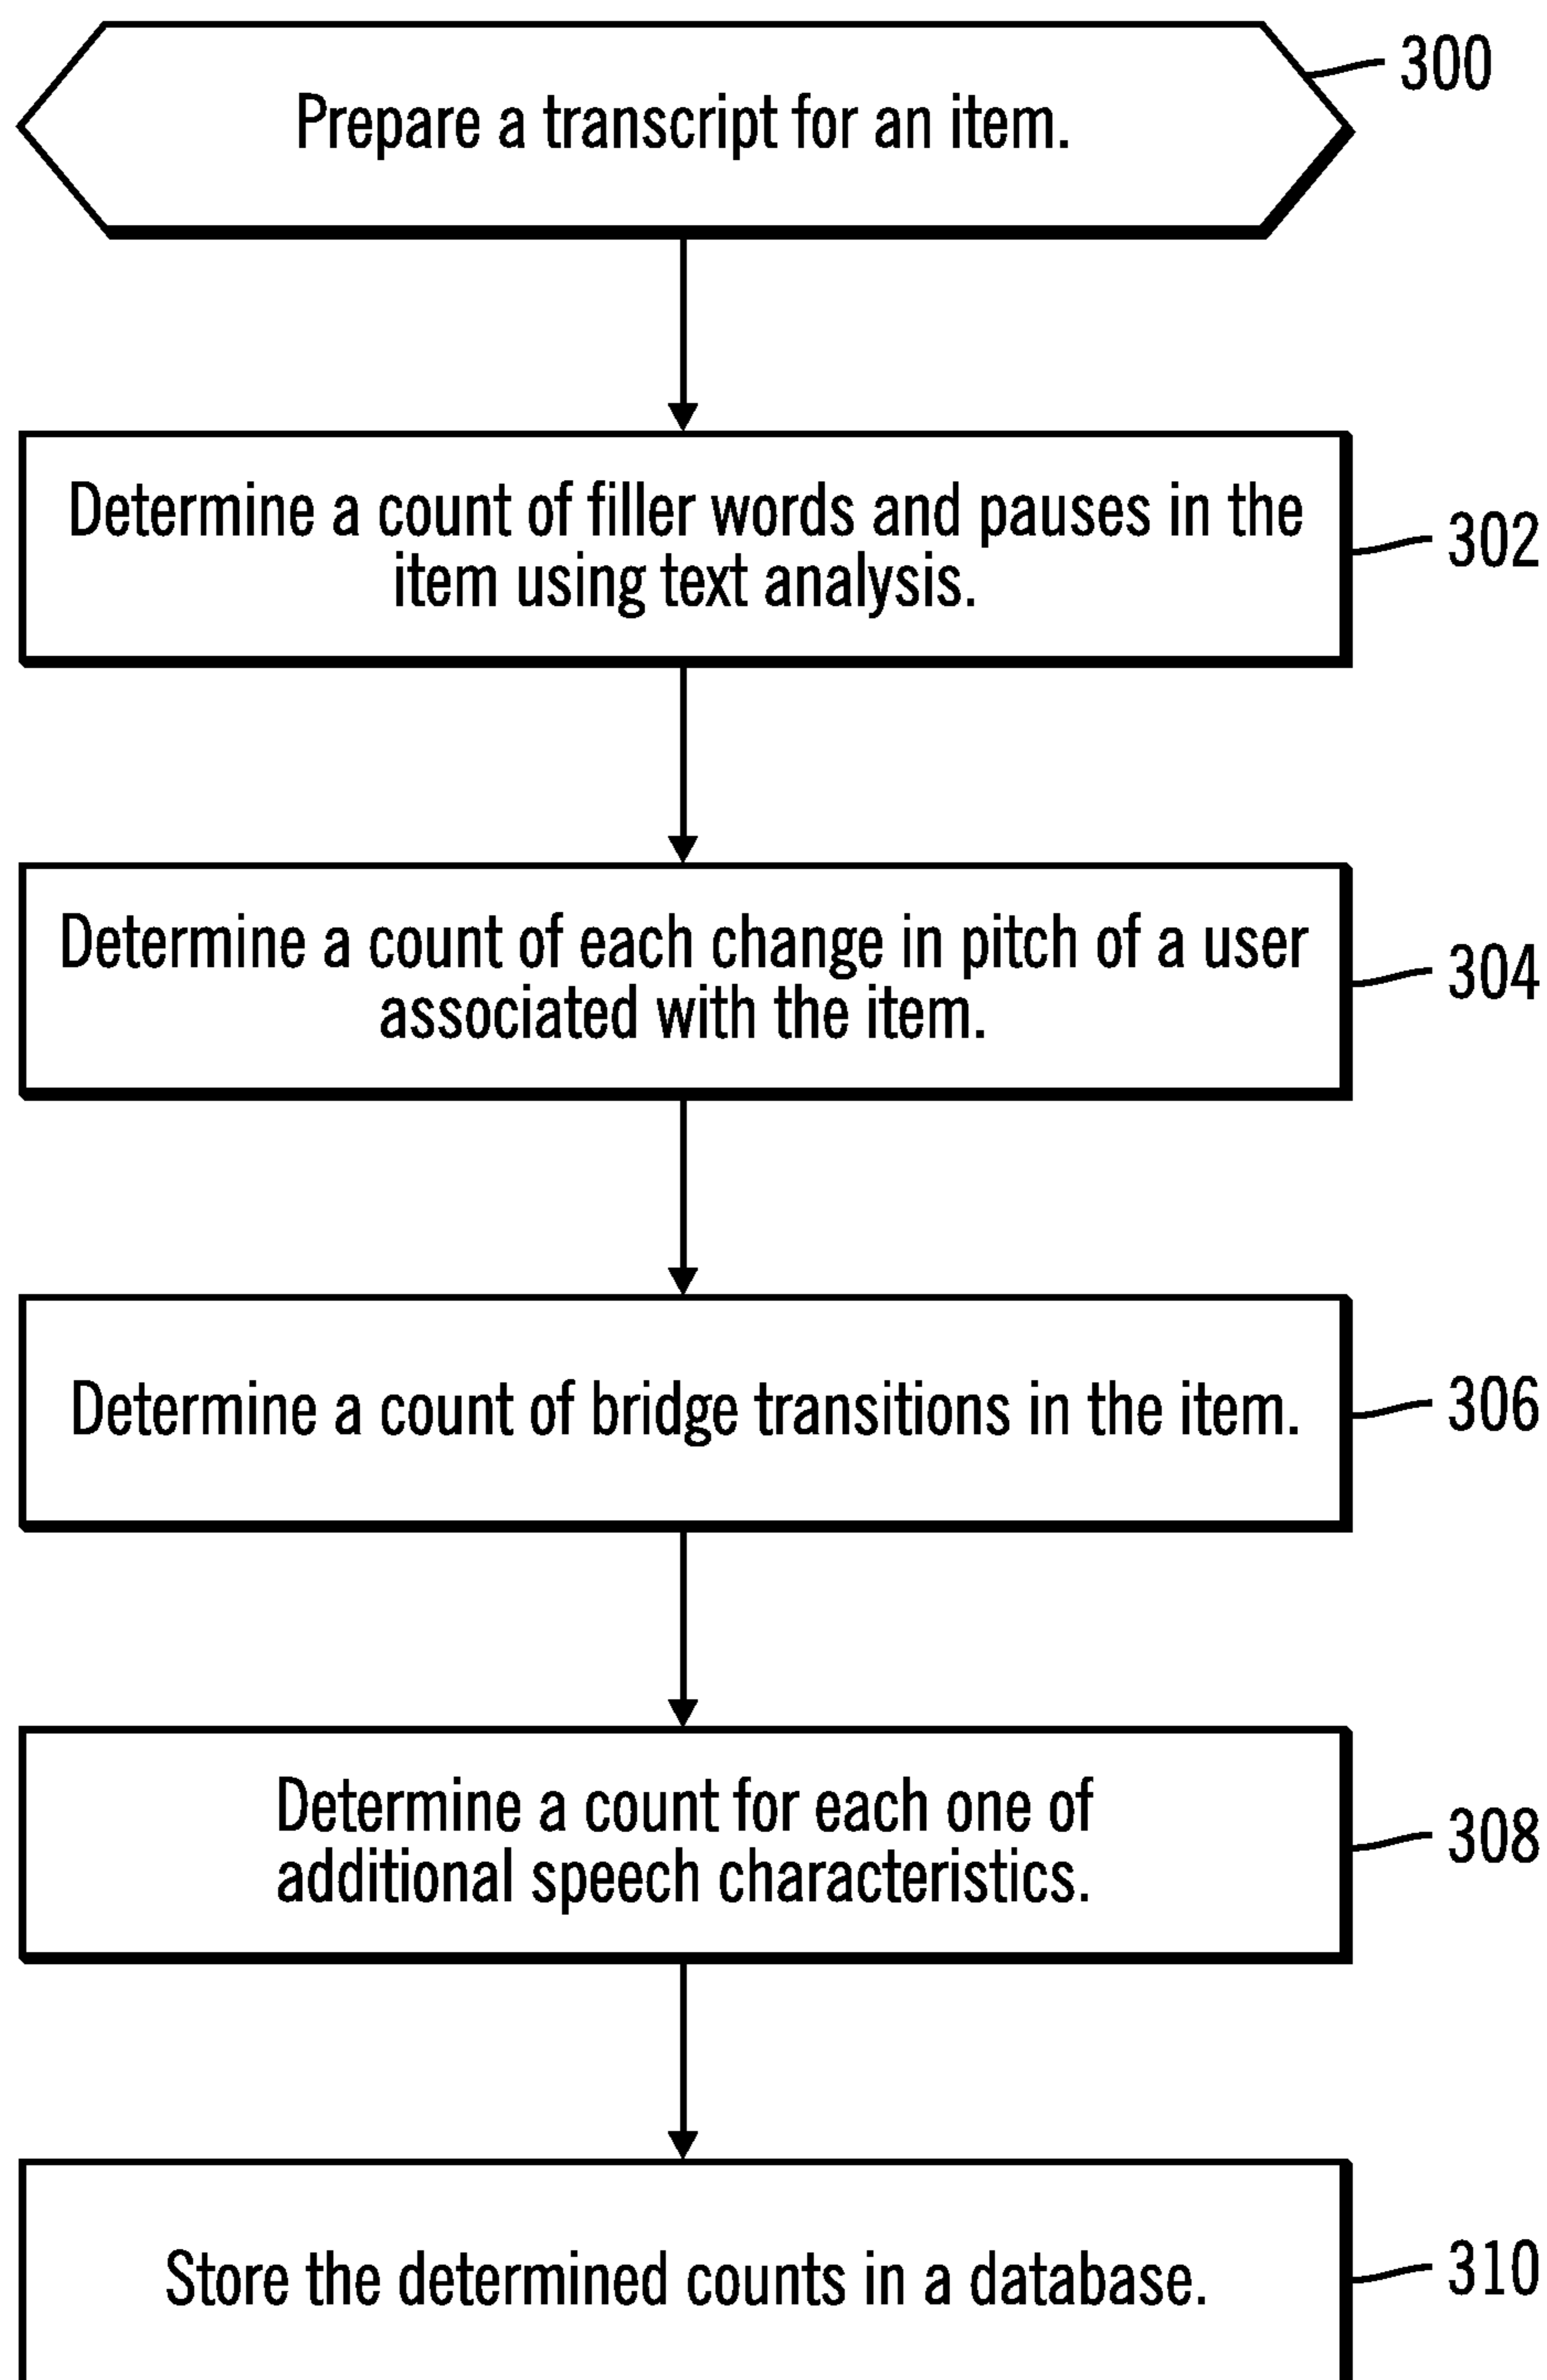 Prepare a transcript for an item.
300
Determine a count of filler words and pauses in the
item using text analysis.
302
Determine a count of each change in pitch of a user
associated with the item.
304
Determine a count of bridge transitions in the item.
306
Determine a count for each one of
additional speech characteristics.
308
Store the determined counts in a database.
310